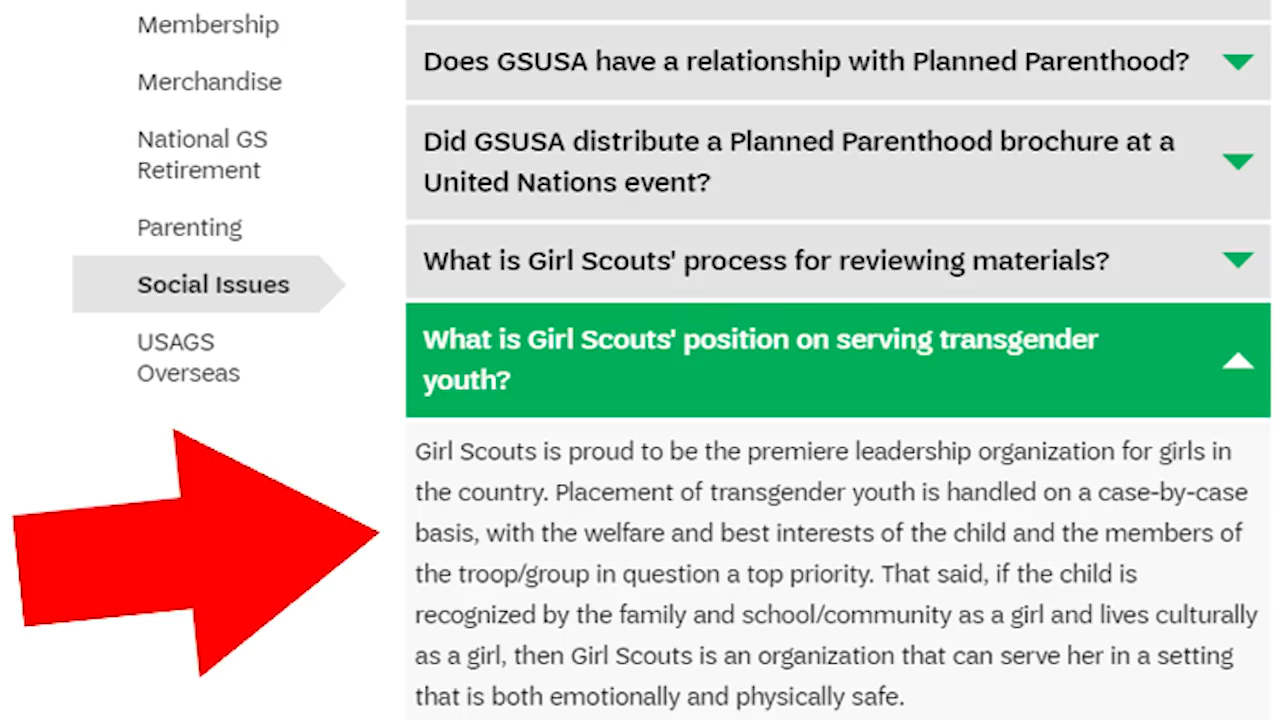 Membership
Merchandise
National GS
Retirement
Parenting
Social Issues
USAGS
Overseas
Does GSUSA have a relationship with Planned Parenthood?
Did GSUSA distribute a Planned Parenthood brochure at a
United Nations event?
What is Girl Scouts' process for reviewing materials?
What is Girl Scouts' position on serving transgender
youth?
Girl Scouts is proud to be the premiere leadership organization for girls in
the country. Placement of transgender youth is handled on a case-by-case
basis, with the welfare and best interests of the child and the members of
the troop/group in question a top priority. That said, if the child is
recognized by the family and school/community as a girl and lives culturally
as a girl, then Girl Scouts is an organization that can serve her in a setting
that is both emotionally and physically safe.